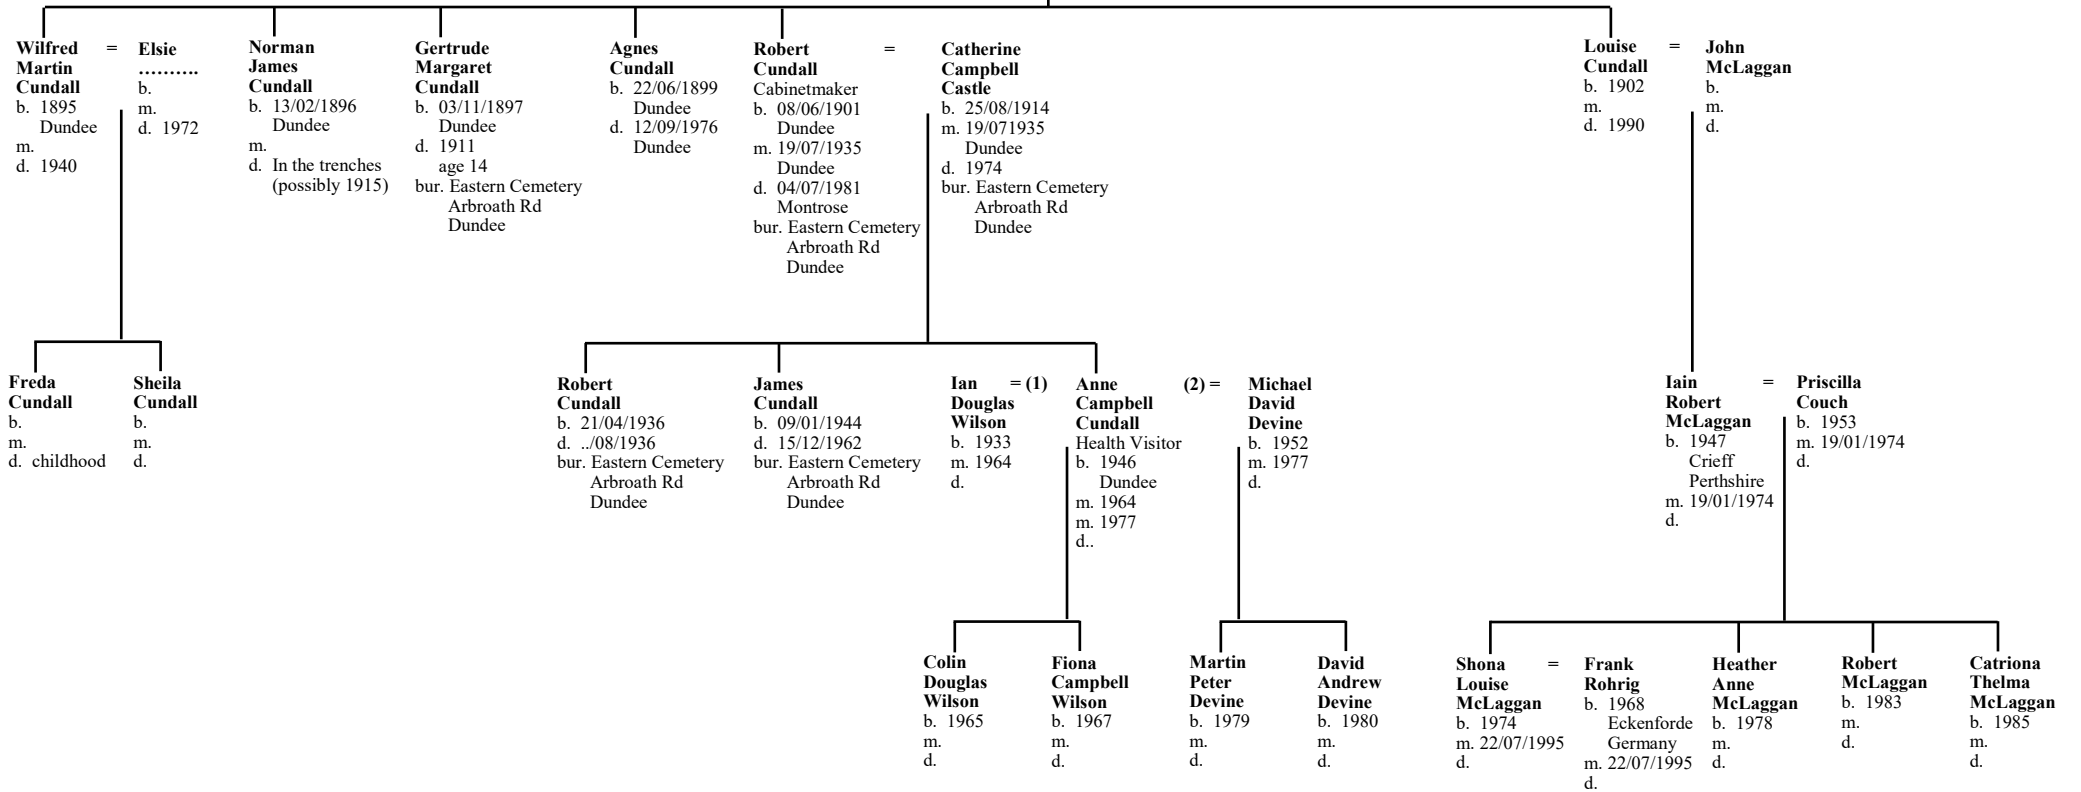 Wilfred = Elsie
Martin ..........
Cundall b.
b. 1895 m.
Dundee d. 1972
m.
d. 1940
Norman
James
Cundall
b. 13/02/1896
Dundee
m.
d. In the trenches
(possibly 1915)
Gertrude
Margaret
Cundall
b. 03/11/1897
Dundee
d. 1911
age 14
bur. Eastern Cemetery
Arbroath Rd
Dundee
Agnes
Cundall
b. 22/06/1899
Dundee
d. 12/09/1976
Dundee
Robert =
Cundall
Cabinetmaker
b. 08/06/1901
Dundee
m. 19/07/1935
Dundee
d. 04/07/1981
Montrose
bur. Eastern Cemetery
Arbroath Rd
Dundee
Catherine
Campbell
Castle
b. 25/08/1914
m. 19/071935
Dundee
d. 1974
bur. Eastern Cemetery
Arbroath Rd
Dundee
Louise =
Cundall
b. 1902
m.
d. 1990
John
McLaggan
b.
m.
d.
Freda
Cundall
b.
m.
d. childhood
Sheila
Cundall
b.
m.
d.
Robert
Cundall
b. 21/04/1936
d. ../08/1936
bur. Eastern Cemetery
Arbroath Rd
Dundee
James
Cundall
b. 09/01/1944
d. 15/12/1962
bur. Eastern Cemetery
Arbroath Rd
Dundee
Ian = (1)
Douglas
Wilson
b. 1933
m. 1964
d.
Anne (2) =
Campbell
Cundall
Health Visitor
b. 1946
Dundee
m. 1964
m. 1977
d..
Michael
David
Devine
b. 1952
m. 1977
d.
Iain =
Robert
McLaggan
b. 1947
Crieff
Perthshire
m. 19/01/1974
d.
Priscilla
Couch
b. 1953
m. 19/01/1974
d.
Colin
Douglas
Wilson
b. 1965
m.
d.
Fiona
Campbell
Wilson
b. 1967
m.
d.
Martin
Peter
Devine
b. 1979
m.
d.
David
Andrew
Devine
b. 1980
m.
d.
Shona =
Louise
McLaggan
b. 1974
m. 22/07/1995
d.
Frank
Rohrig
b. 1968
Eckenforde
Germany
m. 22/07/1995
d.
Heather
Anne
McLaggan
b. 1978
m.
d.
Robert
McLaggan
b. 1983
m.
d.
Catriona
Thelma
McLaggan
b. 1985
m.
d.